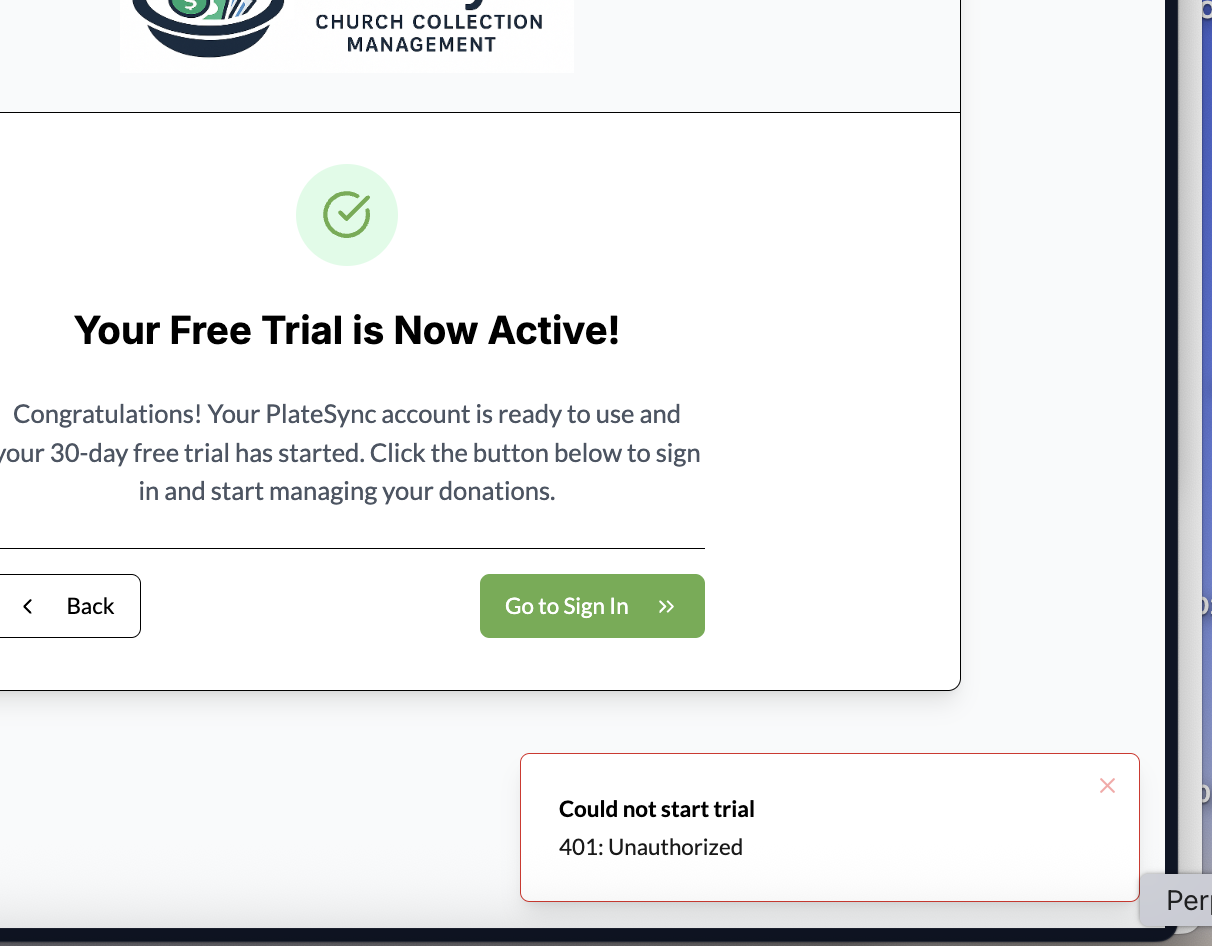 CHURCH COLLECTION
MANAGEMENT
Your Free Trial is Now Active!
Congratulations! Your PlateSync account is ready to use and
your 30-day free trial has started. Click the button below to sign
in and start managing your donations.
Back
Go to Sign In
Could not start trial
401: Unauthorized